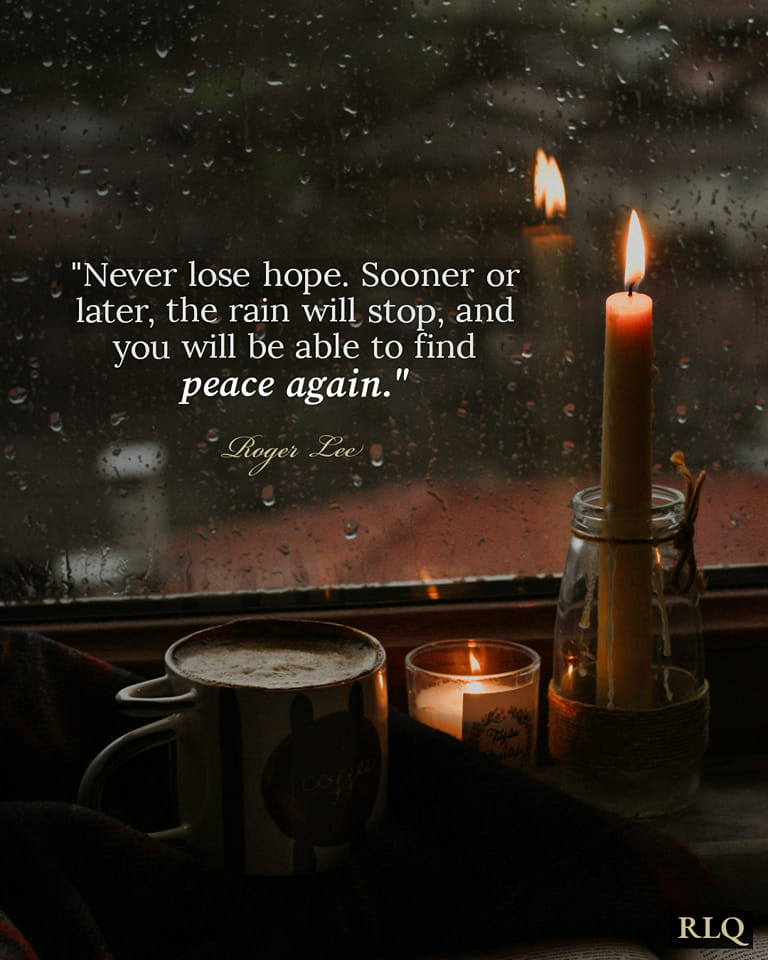 "Never lose hope. Sooner or
later, the rain will stop, and
you will be able to find
peace again."
Roger Lee
coffee
RLQ